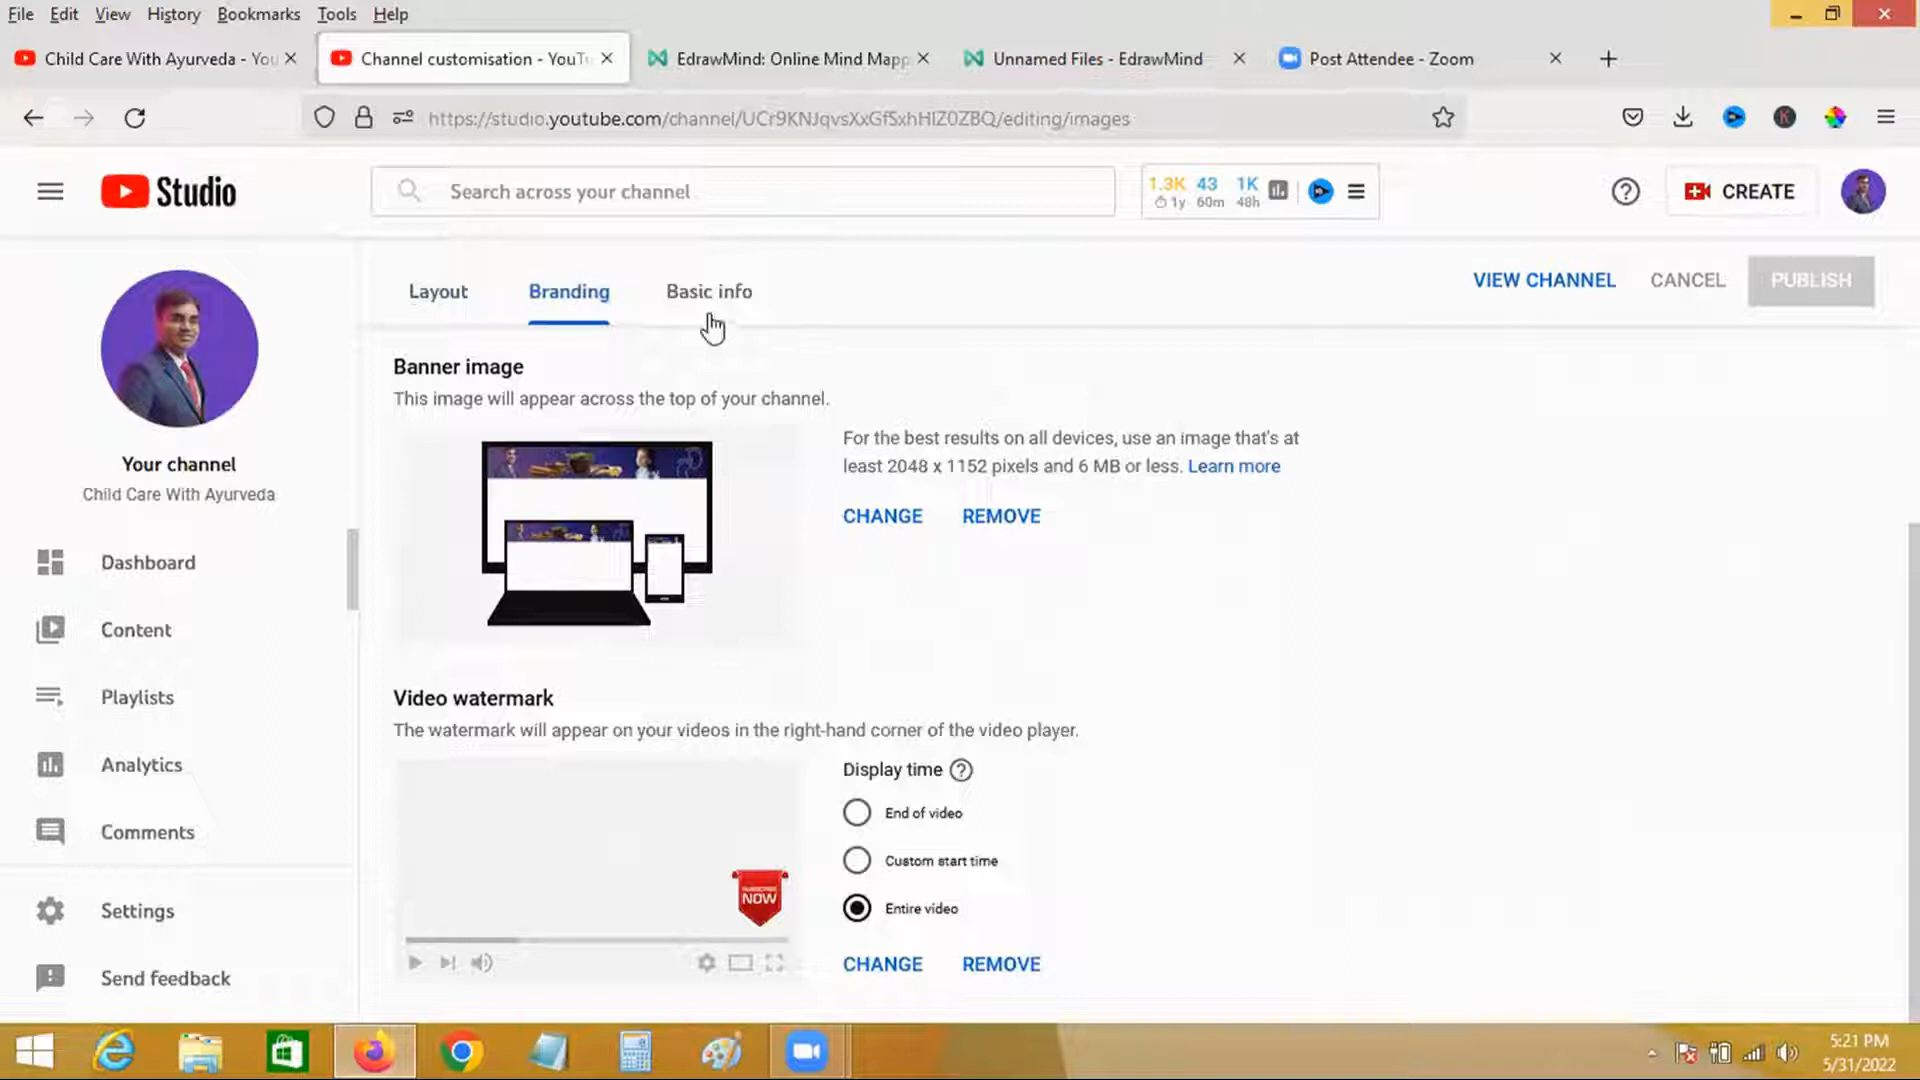 File Edit View History Bookmarks Tools Help
Child Care With Ayurveda - You
Channel customisation - YouTu
EdrawMind: Online Mind Mapp
Unnamed Files - EdrawMind
Post Attendee - Zoom
https://studio.youtube.com/channel/UCr9KNJqvsXxGfSxhHIZ0ZBQ/editing/images
Studio
Search across your channel
1.3K 43 1K
1y 60m 48h
CREATE
Layout Branding Basic info
VIEW CHANNEL CANCEL PUBLISH
Your channel
Child Care With Ayurveda
Dashboard
Content
Playlists
Analytics
Comments
Settings
Send feedback
Banner image
This image will appear across the top of your channel.
For the best results on all devices, use an image that's at
least 2048 x 1152 pixels and 6 MB or less. Learn more
CHANGE REMOVE
Video watermark
The watermark will appear on your videos in the right-hand corner of the video player.
Display time
End of video
Custom start time
Entire video
SUBSCRIBE
NOW
CHANGE REMOVE
5:21 PM
5/31/2022